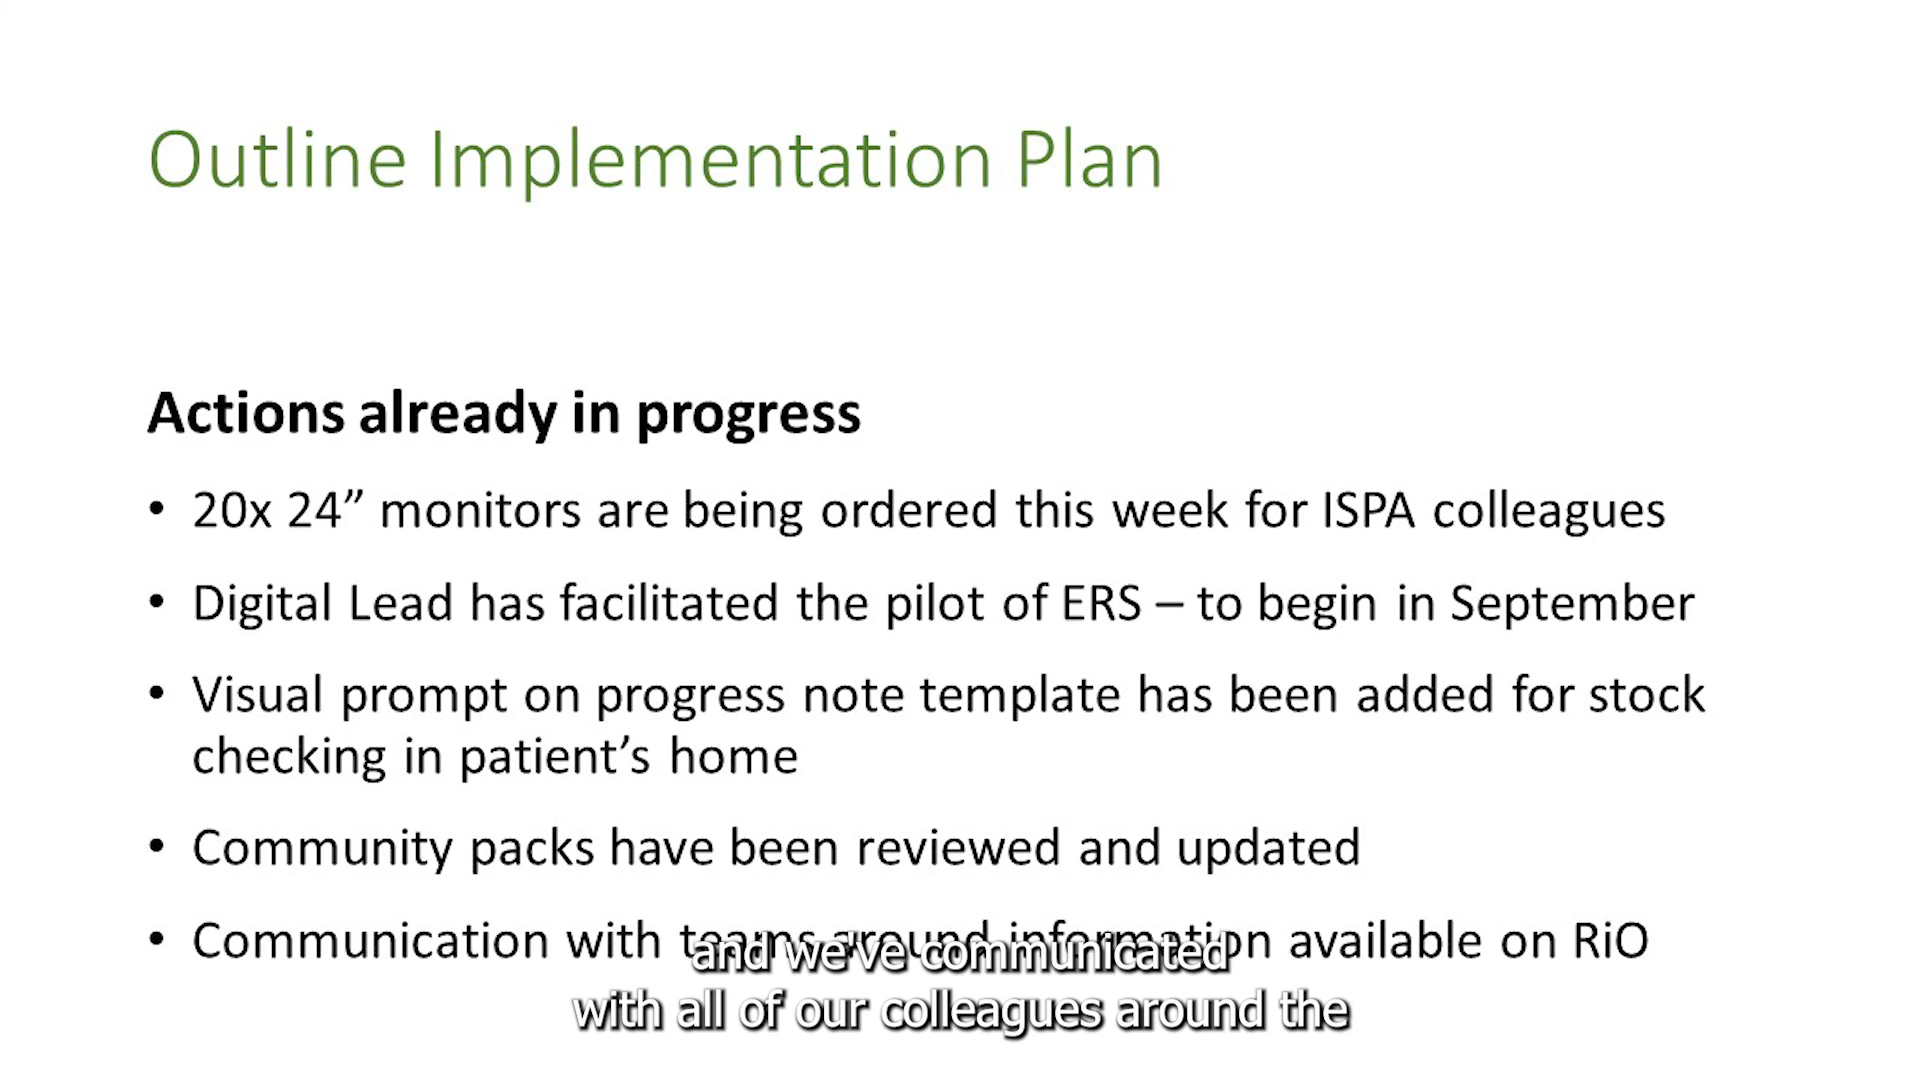 Outline Implementation Plan
Actions already in progress
• 20x 24” monitors are being ordered this week for ISPA colleagues
• Digital Lead has facilitated the pilot of ERS – to begin in September
• Visual prompt on progress note template has been added for stock
checking in patient’s home
• Community packs have been reviewed and updated
• Communication with teams around information available on RiO
and we've communicated
with all of our colleagues around the